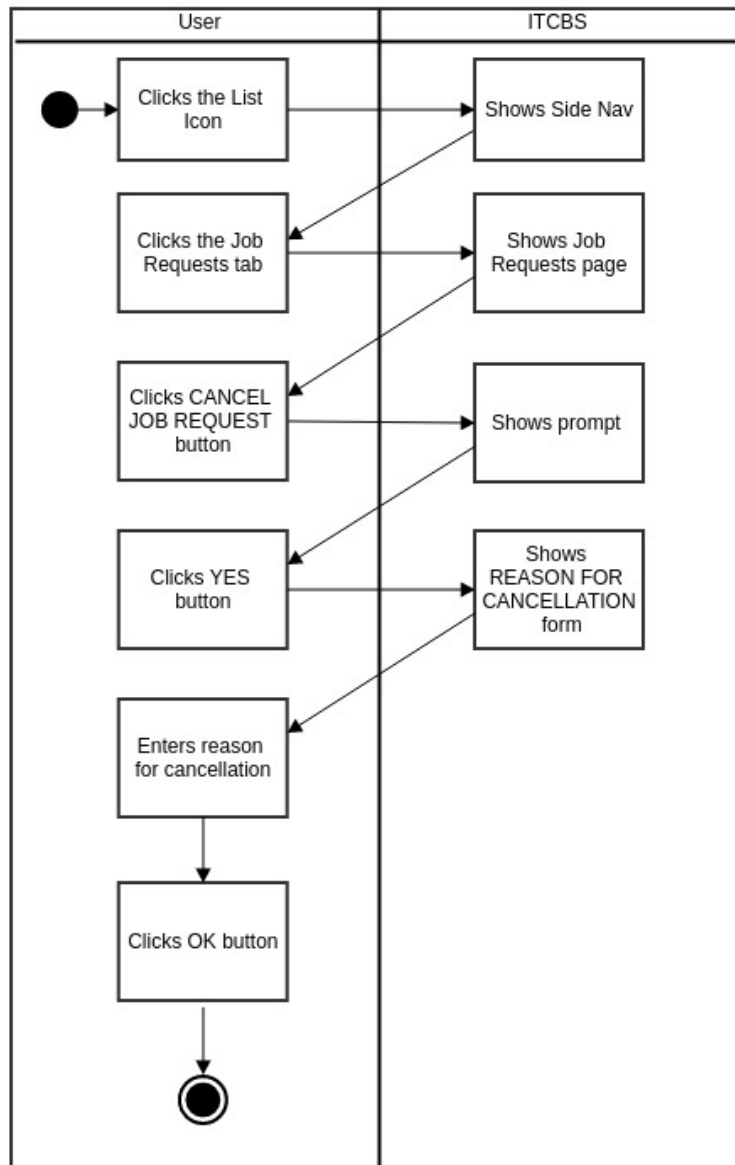 User
ITCBS
Clicks the List
Icon
Shows Side Nav
Clicks the Job
Requests tab
Shows Job
Requests page
Clicks CANCEL
JOB REQUEST
button
Shows prompt
Clicks YES
button
Shows
REASON FOR
CANCELLATION
form
Enters reason
for cancellation
Clicks OK button